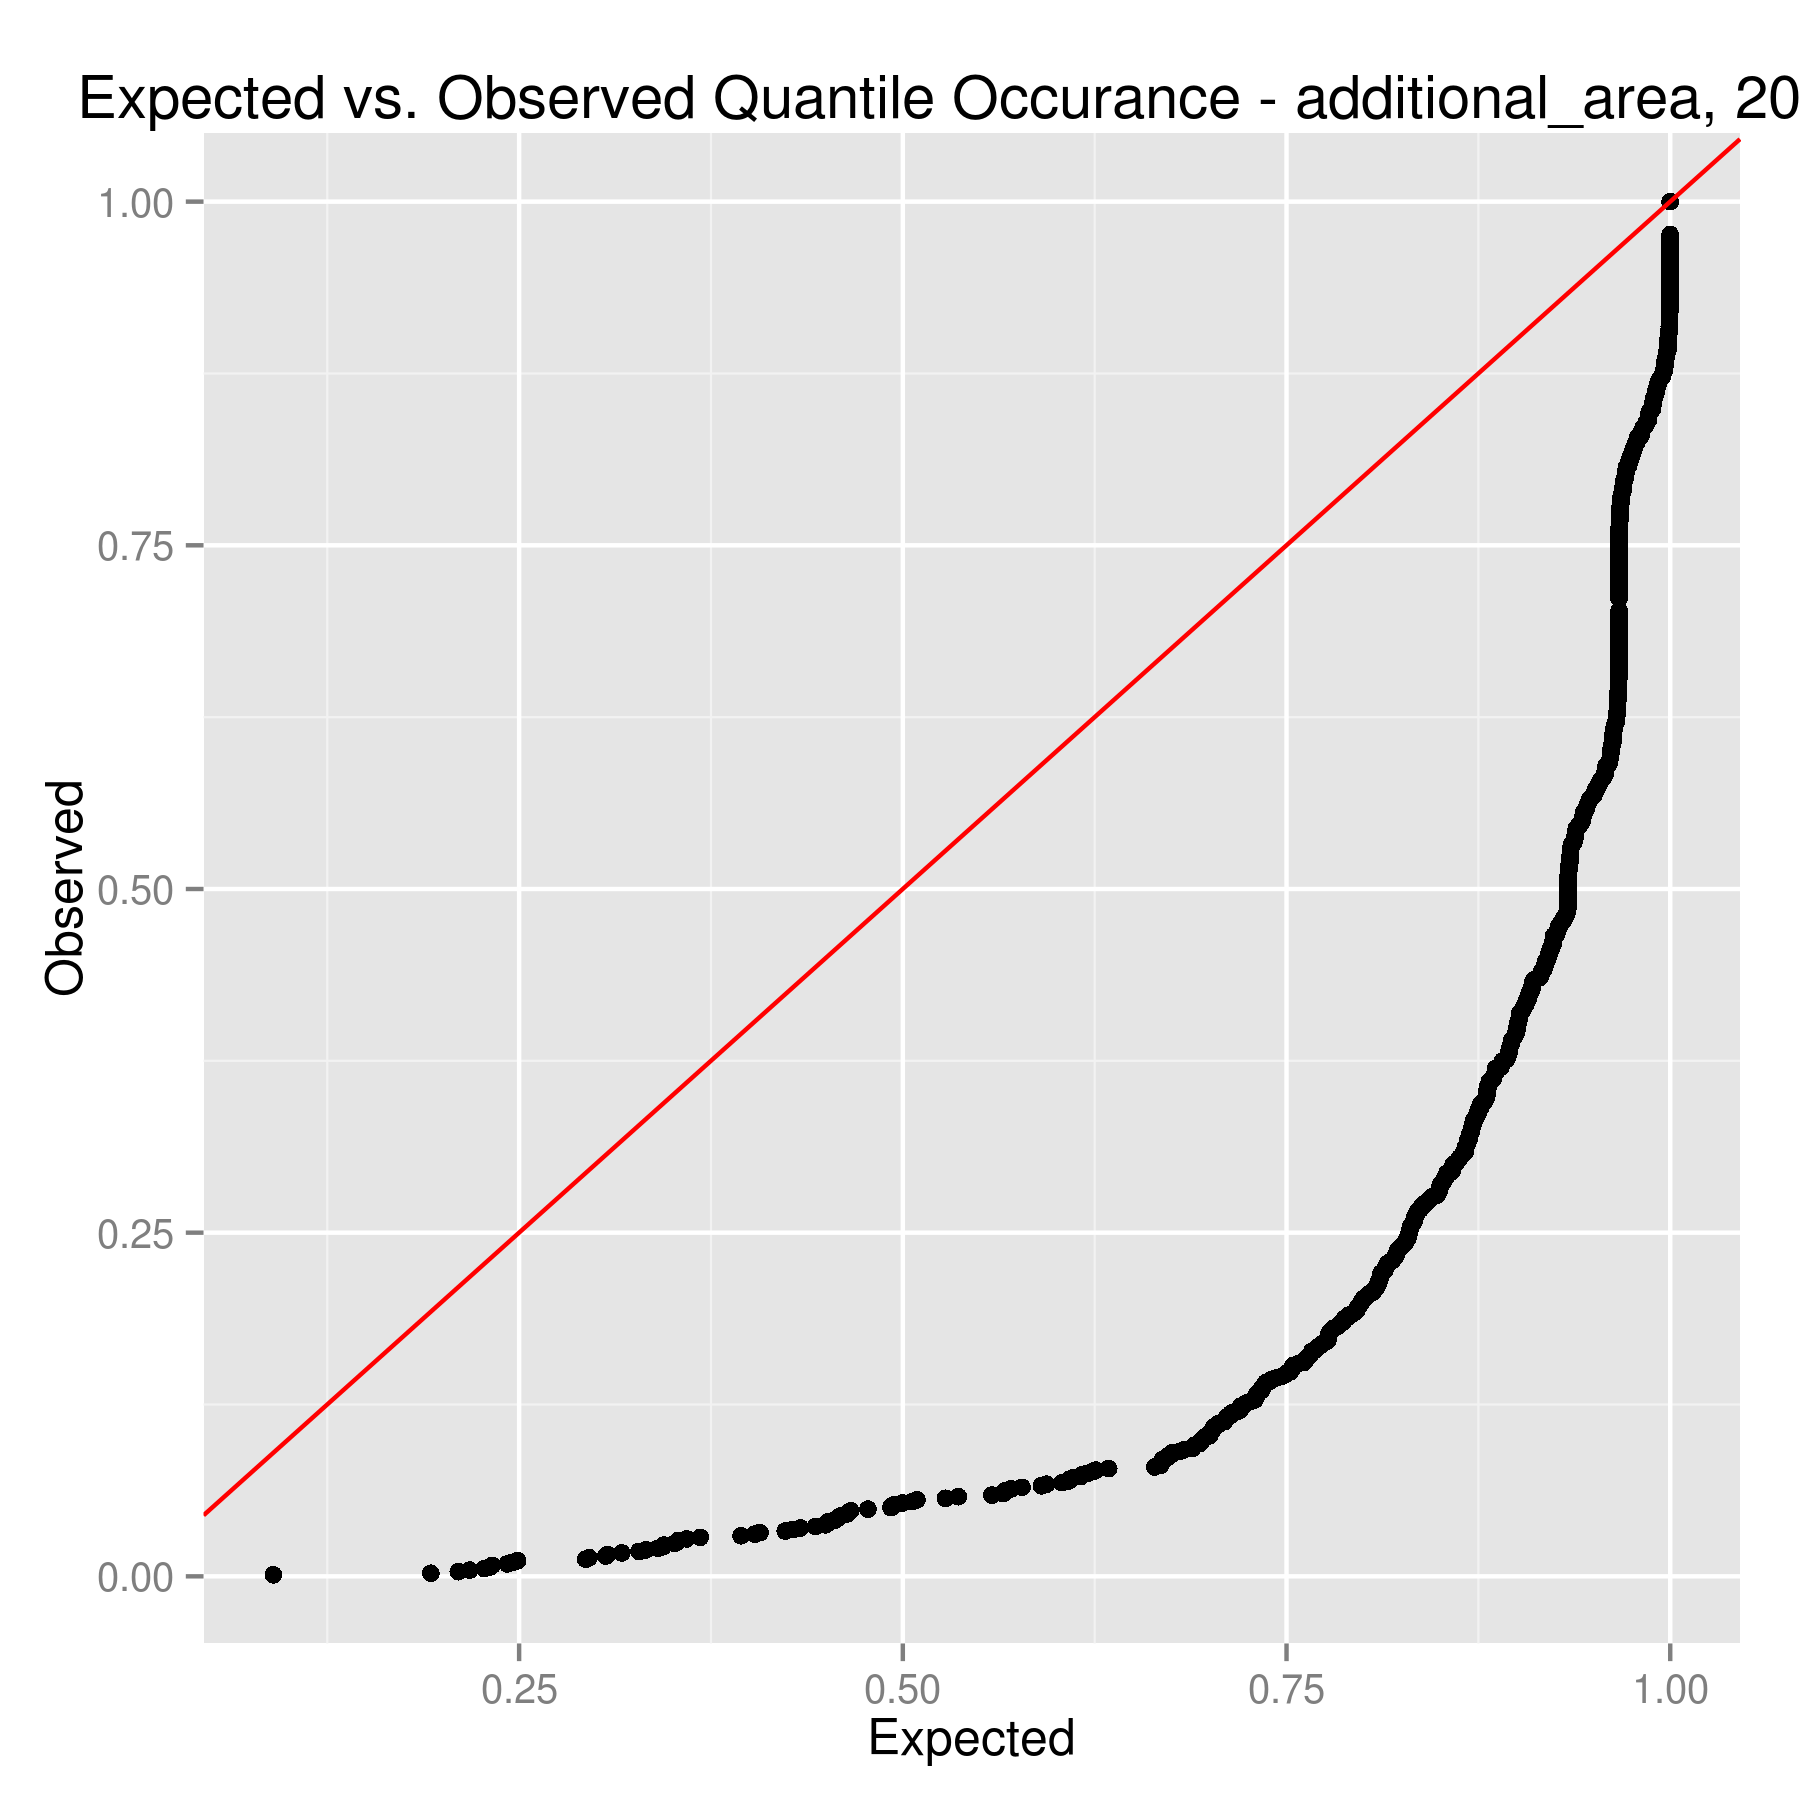 Expected vs. Observed Quantile Occurance - additional_area, 20
1.00
0.75
0.50
0.25
0.00
Observed
0.25 0.50 0.75 1.00
Expected